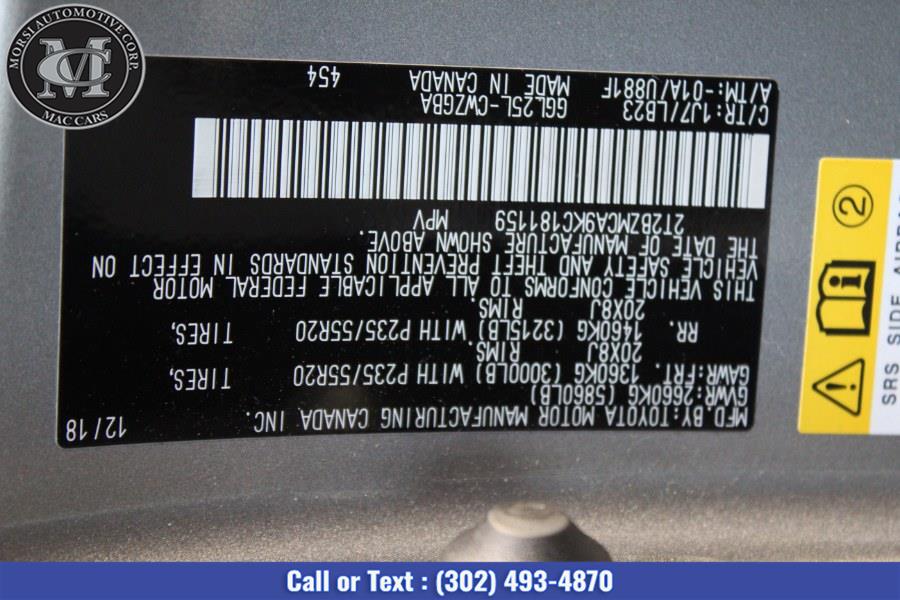 MORSI AUTOMOTIVE CORP.
MC
MAC CARS
MFD.BY:TOYOTA MOTOR MANUFACTURING CANADA INC. 12/18
GVWR:2660KG(5860LB)
GAWR:FRT. 1360KG (3000LB) WITH P235/55R20 TIRES,
20X8J RIMS
RR. 1460KG (3215LB) WITH P235/55R20 TIRES,
20X8J RIMS.
THIS VEHICLE CONFORMS TO ALL APPLICABLE FEDERAL MOTOR
VEHICLE SAFETY AND THEFT PREVENTION STANDARDS IN EFFECT ON
THE DATE OF MANUFACTURE SHOWN ABOVE.
2T2BZMCA9KC181159 MPV
C/TR:1J7/LB23 GGL25L-CWZGBA
A/TM:-01A/U881F MADE IN CANADA 454
2
SRS SIDE AIRBAG
Call or Text : (302) 493-4870